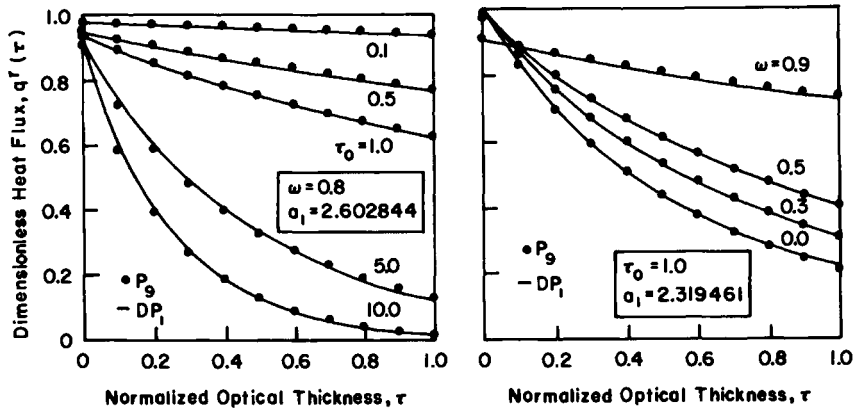 Dimensionless Heat Flux, qᵀ(τ)
1.0
0.8
0.6
0.4
0.2
0
0.1
0.5
τ₀=1.0
ω=0.8
a₁=2.602844
5.0
10.0
• P₉
— DP₁
0 0.2 0.4 0.6 0.8 1.0
Normalized Optical Thickness, τ
ω=0.9
0.5
0.3
0.0
• P₉
— DP₁
τ₀=1.0
a₁=2.319461
0 0.2 0.4 0.6 0.8 1.0
Normalized Optical Thickness, τ